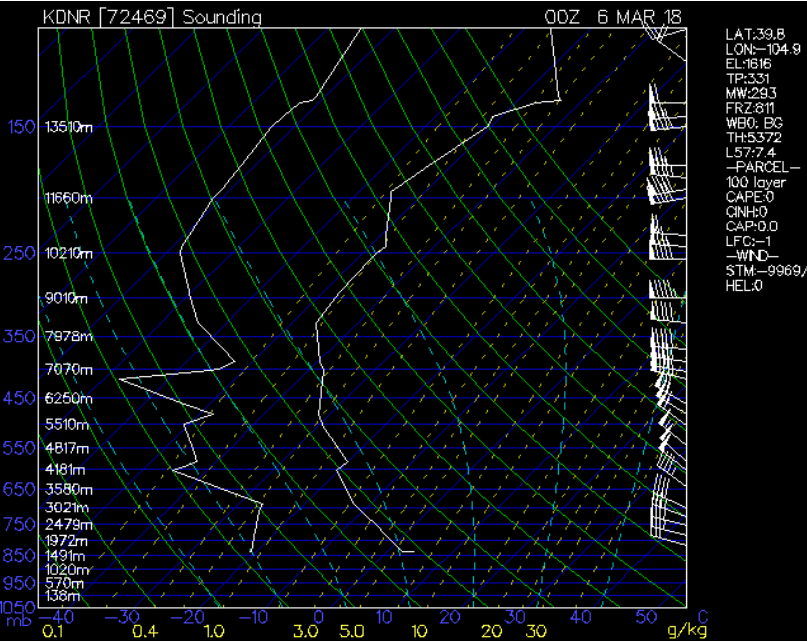 KDNR [72469] Sounding 00Z 6 MAR 18
LAT:39.8
LON:-104.9
EL:1616
TP:331
MW:293
FRZ:811
WB0: BG
TH:5372
L57:7.4
-PARCEL-
100 layer
CAPE:0
CINH:0
CAP:0.0
LFC:-1
-WIND-
STM:-9969/
HEL:0
150 13510m
11660m
250 10210m
9010m
350 7978m
7070m
450 6250m
5510m
550 4817m
4181m
650 3580m
3021m
750 2479m
1972m
850 1491m
1020m
950 570m
138m
1050
mb -40 -30 -20 -10 0 10 20 30 40 50 C
0.1 0.4 1.0 3.0 5.0 10 20 30 g/kg